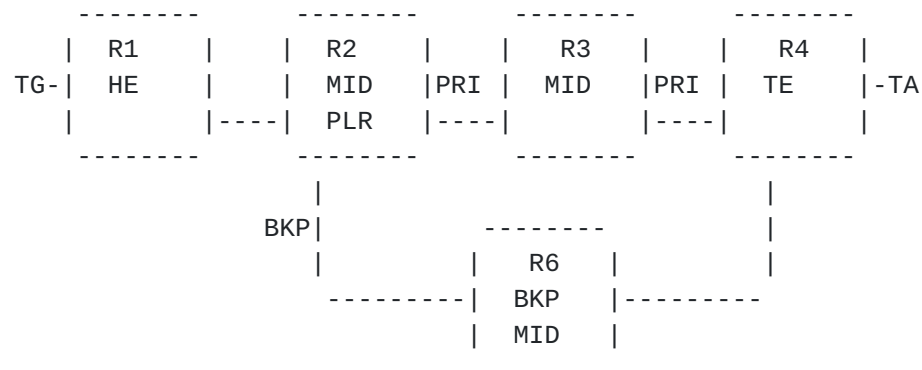 R1 R2 R3 R4
TG- HE MID PRI MID PRI TE -TA
PLR
BKP
R6
BKP
MID